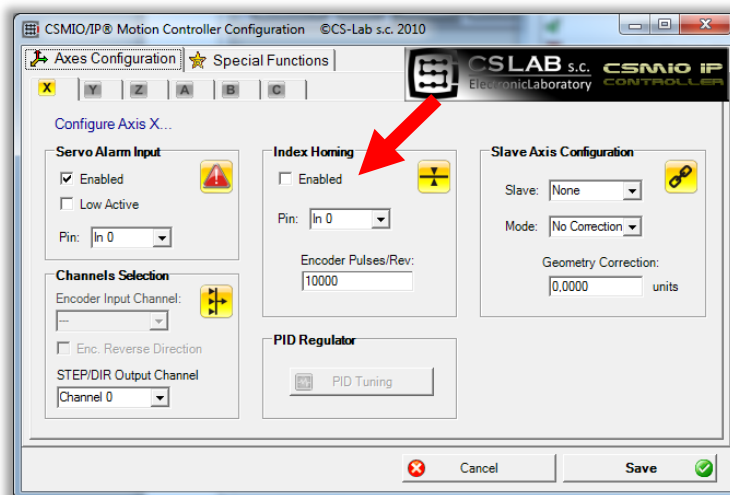 CSMIO/IP® Motion Controller Configuration ©CS-Lab s.c. 2010
Axes Configuration
Special Functions
CSLAB s.c.
ElectronicLaboratory
CSMIO IP
CONTROLLER
X Y Z A B C
Configure Axis X...
Servo Alarm Input
Enabled
Low Active
Pin: In 0
Channels Selection
Encoder Input Channel:
---
Enc. Reverse Direction
STEP/DIR Output Channel
Channel 0
Index Homing
Enabled
Pin: In 0
Encoder Pulses/Rev:
10000
PID Regulator
PID Tuning
Slave Axis Configuration
Slave: None
Mode: No Correction
Geometry Correction:
0,0000 units
Cancel
Save